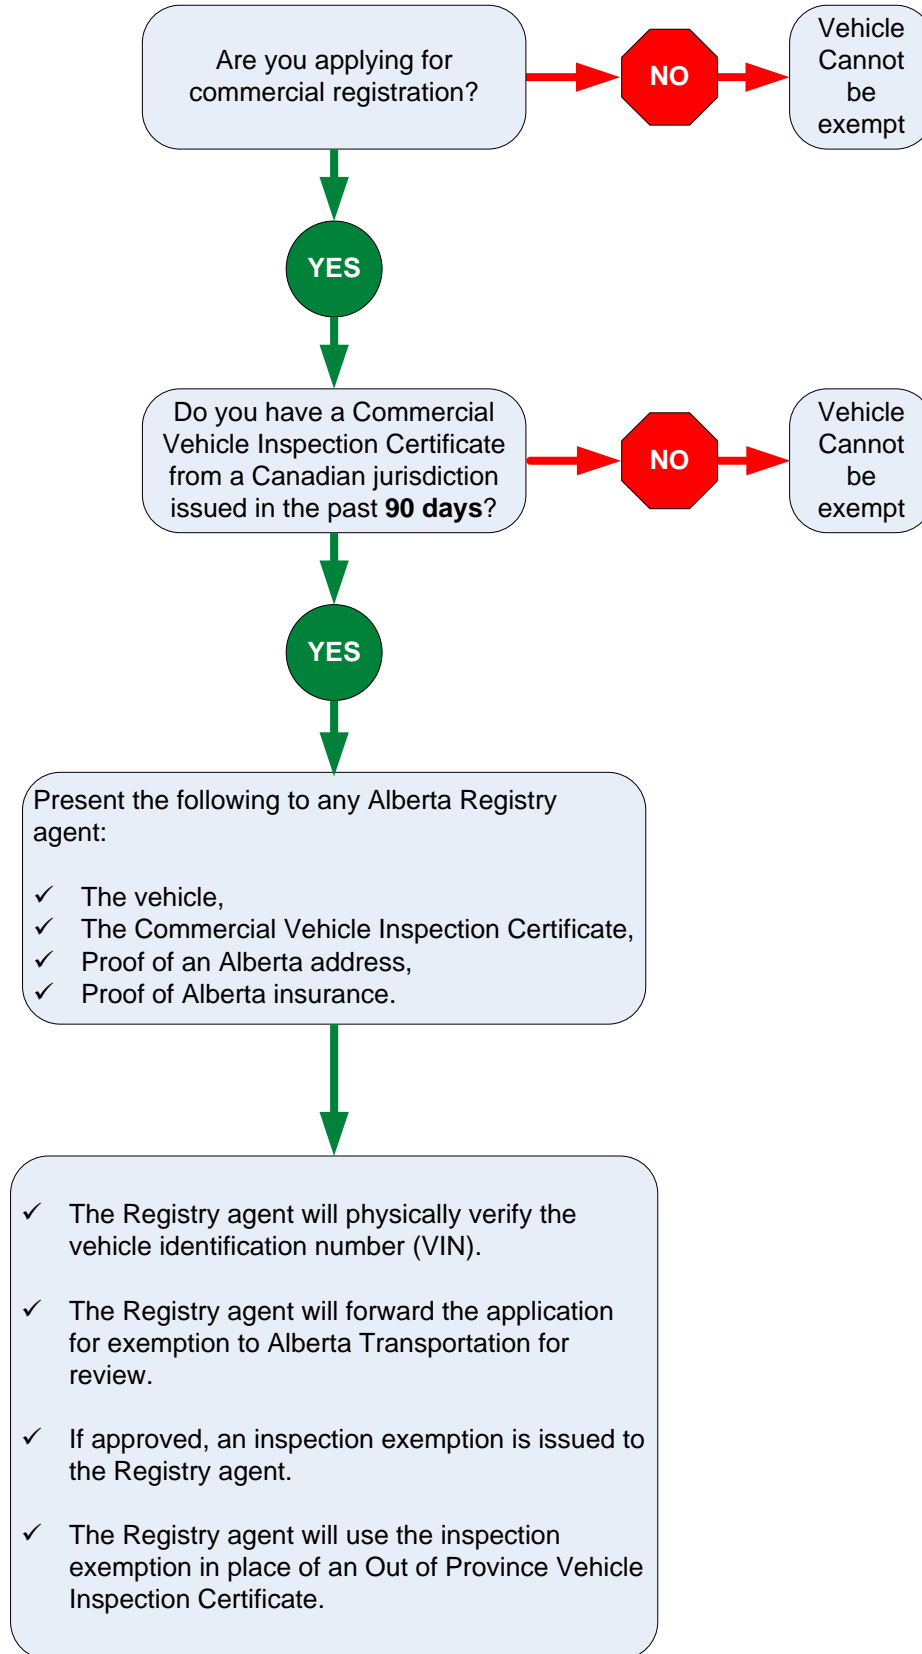 Are you applying for
commercial registration?
NO
Vehicle
Cannot
be
exempt
YES
Do you have a Commercial
Vehicle Inspection Certificate
from a Canadian jurisdiction
issued in the past 90 days?
NO
Vehicle
Cannot
be
exempt
YES
Present the following to any Alberta Registry
agent:
✓ The vehicle,
✓ The Commercial Vehicle Inspection Certificate,
✓ Proof of an Alberta address,
✓ Proof of Alberta insurance.
✓ The Registry agent will physically verify the
vehicle identification number (VIN).
✓ The Registry agent will forward the application
for exemption to Alberta Transportation for
review.
✓ If approved, an inspection exemption is issued to
the Registry agent.
✓ The Registry agent will use the inspection
exemption in place of an Out of Province Vehicle
Inspection Certificate.